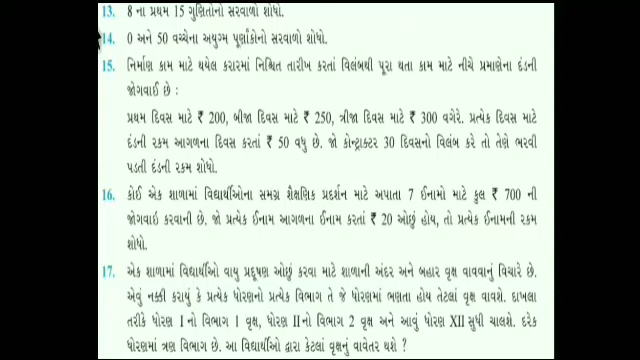 13. 8 ના પ્રથમ 15 ગુણિતોનો સરવાળો શોધો.
14. 0 અને 50 વચ્ચેના અયુગ્મ પૂર્ણાંકોનો સરવાળો શોધો.
15. નિર્માણ કામ માટે થયેલ કરારમાં નિશ્ચિત તારીખ કરતાં વિલંબથી પૂરા થતા કામ માટે નીચે પ્રમાણેના દંડની
જોગવાઈ છે :
પ્રથમ દિવસ માટે ₹ 200, બીજા દિવસ માટે ₹ 250, ત્રીજા દિવસ માટે ₹ 300 વગેરે. પ્રત્યેક દિવસ માટે
દંડની રકમ આગળના દિવસ કરતાં ₹ 50 વધુ છે. જો કોન્ટ્રાક્ટર 30 દિવસનો વિલંબ કરે તો તેણે ભરવી
પડતી દંડની રકમ શોધો.
16. કોઈ એક શાળામાં વિદ્યાર્થીઓના સમગ્ર શૈક્ષણિક પ્રદર્શન માટે અપાતા 7 ઈનામો માટે કુલ ₹ 700 ની
જોગવાઇ કરવાની છે. જો પ્રત્યેક ઈનામ આગળના ઈનામ કરતાં ₹ 20 ઓછું હોય, તો પ્રત્યેક ઈનામની રકમ
શોધો.
17. એક શાળામાં વિદ્યાર્થીઓ વાયુ પ્રદૂષણ ઓછું કરવા માટે શાળાની અંદર અને બહાર વૃક્ષ વાવવાનું વિચારે છે.
એવું નક્કી કરાયું કે પ્રત્યેક ધોરણનો પ્રત્યેક વિભાગ તે જે ધોરણમાં ભણતા હોય તેટલાં વૃક્ષ વાવશે. દાખલા
તરીકે ધોરણ I નો વિભાગ 1 વૃક્ષ, ધોરણ II નો વિભાગ 2 વૃક્ષ અને આવું ધોરણ XII સુધી ચાલશે. દરેક
ધોરણમાં ત્રણ વિભાગ છે. આ વિદ્યાર્થીઓ દ્વારા કેટલાં વૃક્ષનું વાવેતર થશે ?